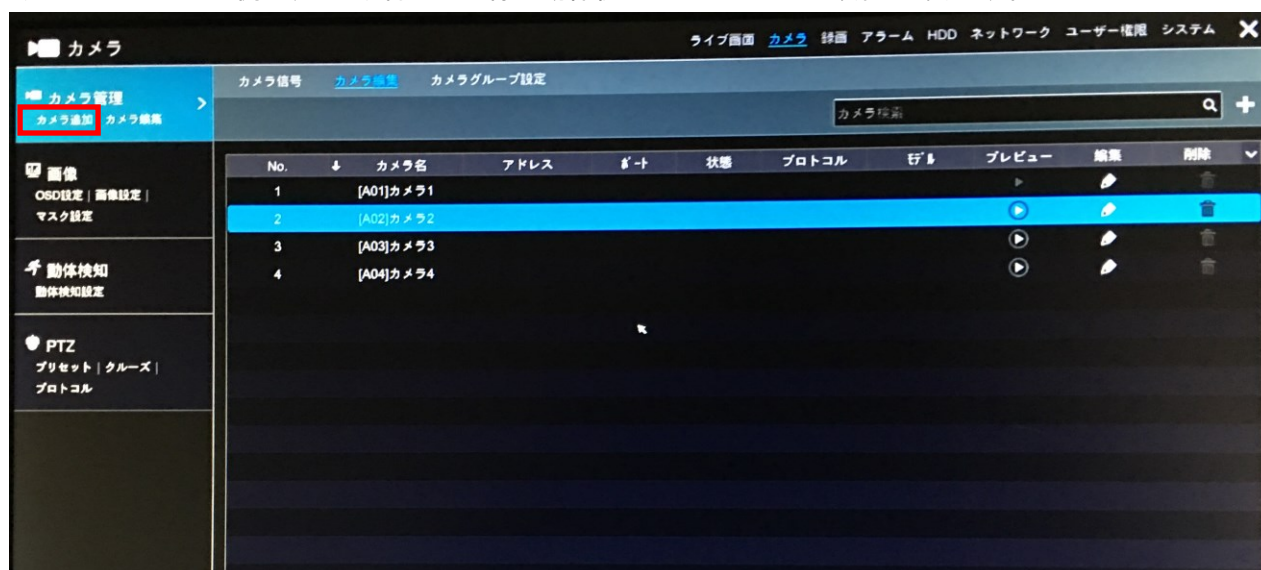 カメラ
ライブ画面 カメラ 録画 アラーム HDD ネットワーク ユーザー権限 システム
カメラ管理
カメラ追加 カメラ編集
カメラ信号 カメラ編集 カメラグループ設定
カメラ検索
No. カメラ名 アドレス ポート 状態 プロトコル モデル プレビュー 編集 削除
1 [A01]カメラ1
2 [A02]カメラ2
3 [A03]カメラ3
4 [A04]カメラ4
画像
OSD設定 | 画像設定 |
マスク設定
動体検知
動体検知設定
PTZ
プリセット | クルーズ |
プロトコル